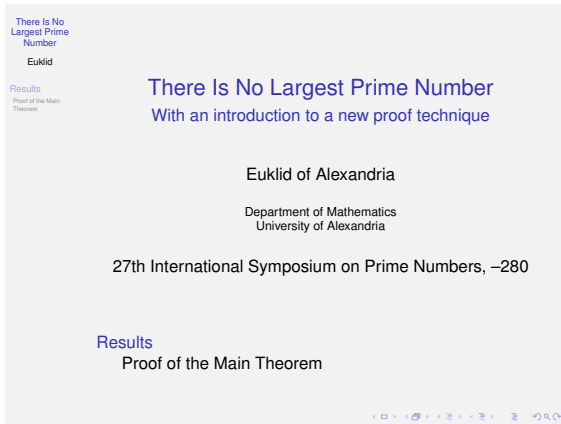 There Is No
Largest Prime
Number
Euklid
Results
Proof of the Main
Theorem
There Is No Largest Prime Number
With an introduction to a new proof technique
Euklid of Alexandria
Department of Mathematics
University of Alexandria
27th International Symposium on Prime Numbers, –280
Results
Proof of the Main Theorem